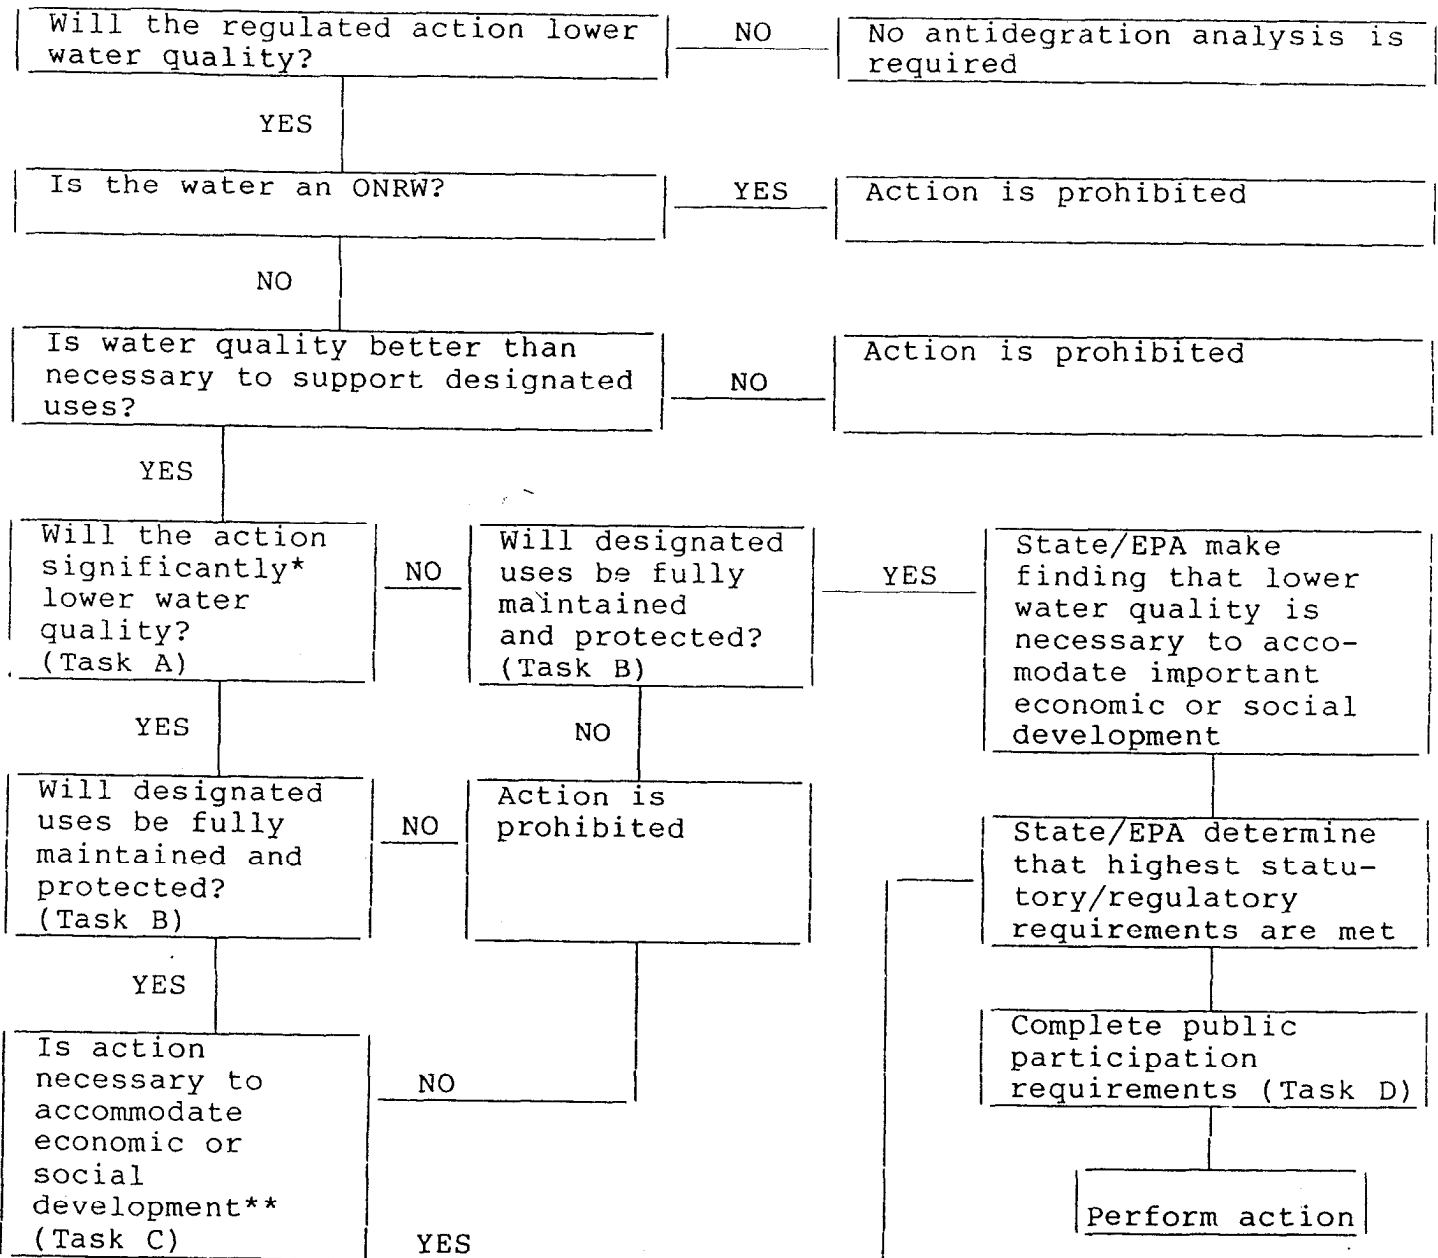 Will the regulated action lower
water quality?
NO
No antidegration analysis is
required
YES
Is the water an ONRW?
YES
Action is prohibited
NO
Is water quality better than
necessary to support designated
uses?
NO
Action is prohibited
YES
Will the action
significantly*
lower water
quality?
(Task A)
NO
Will designated
uses be fully
maintained
and protected?
(Task B)
YES
State/EPA make
finding that lower
water quality is
necessary to acco-
modate important
economic or social
development
YES
NO
Will designated
uses be fully
maintained and
protected?
(Task B)
NO
Action is
prohibited
State/EPA determine
that highest statu-
tory/regulatory
requirements are met
YES
Is action
necessary to
accommodate
economic or
social
development**
(Task C)
NO
Complete public
participation
requirements (Task D)
Perform action
YES